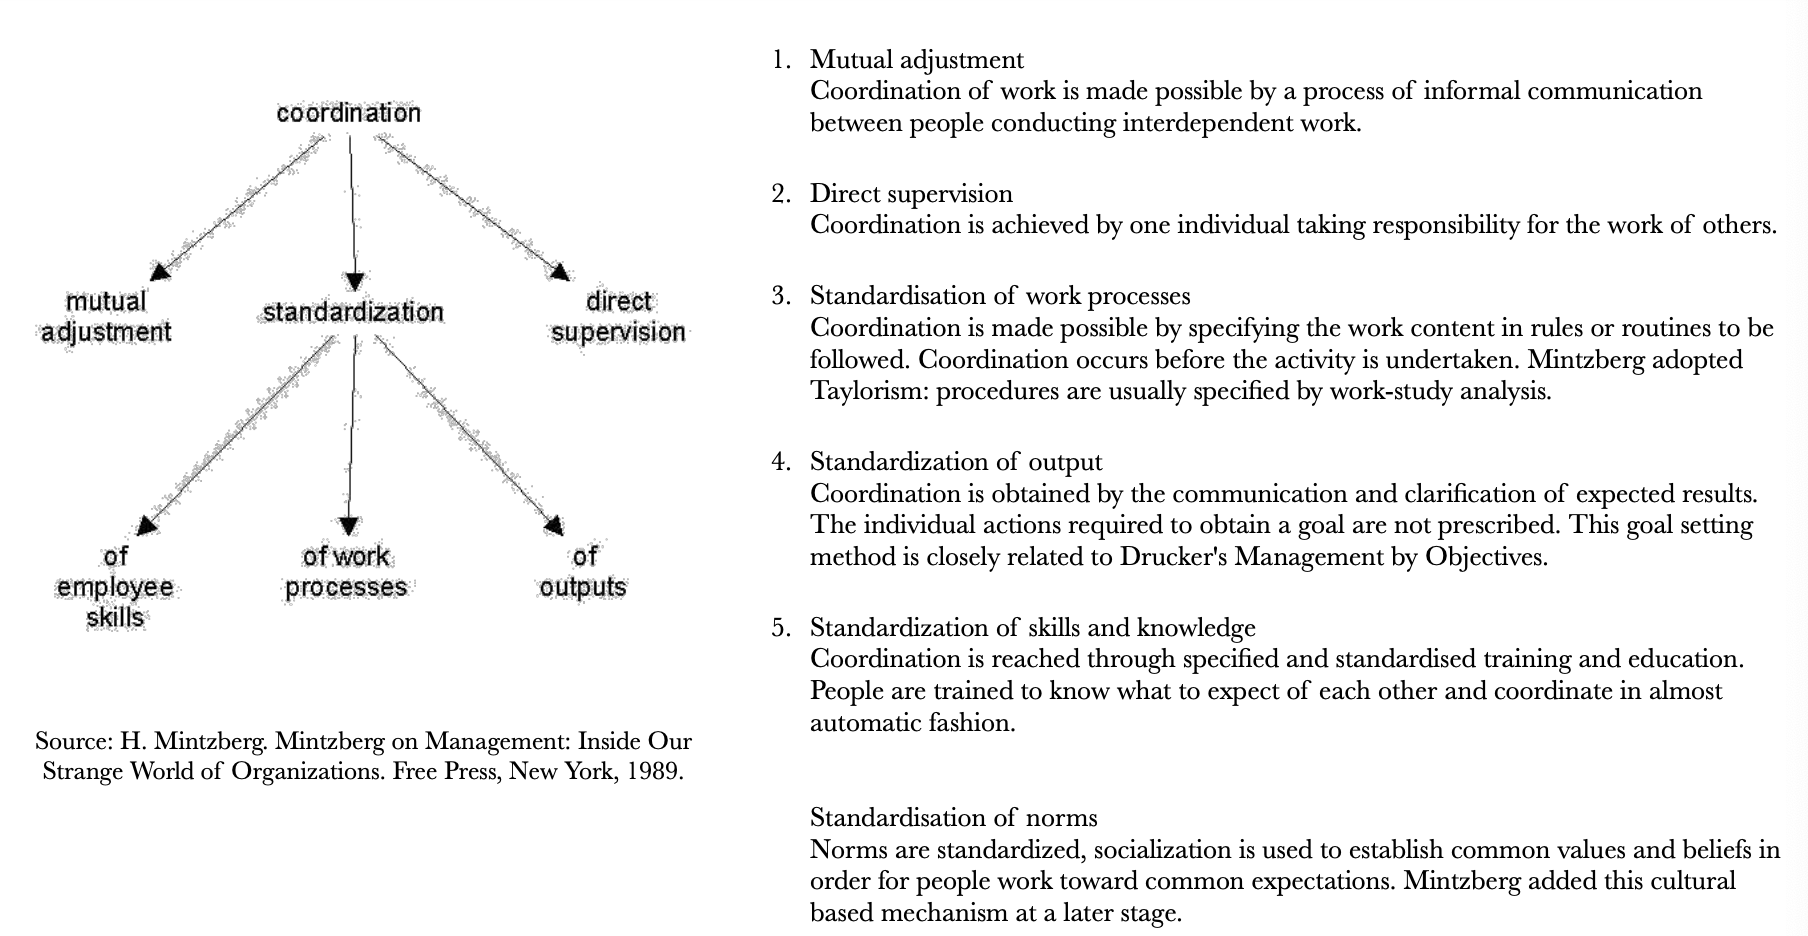 coordination
mutual
adjustment
standardization
direct
supervision
of
employee
skills
of work
processes
of
outputs
Source: H. Mintzberg. Mintzberg on Management: Inside Our
Strange World of Organizations. Free Press, New York, 1989.
1. Mutual adjustment
Coordination of work is made possible by a process of informal communication
between people conducting interdependent work.
2. Direct supervision
Coordination is achieved by one individual taking responsibility for the work of others.
3. Standardisation of work processes
Coordination is made possible by specifying the work content in rules or routines to be
followed. Coordination occurs before the activity is undertaken. Mintzberg adopted
Taylorism: procedures are usually specified by work-study analysis.
4. Standardization of output
Coordination is obtained by the communication and clarification of expected results.
The individual actions required to obtain a goal are not prescribed. This goal setting
method is closely related to Drucker's Management by Objectives.
5. Standardization of skills and knowledge
Coordination is reached through specified and standardised training and education.
People are trained to know what to expect of each other and coordinate in almost
automatic fashion.
Standardisation of norms
Norms are standardized, socialization is used to establish common values and beliefs in
order for people work toward common expectations. Mintzberg added this cultural
based mechanism at a later stage.